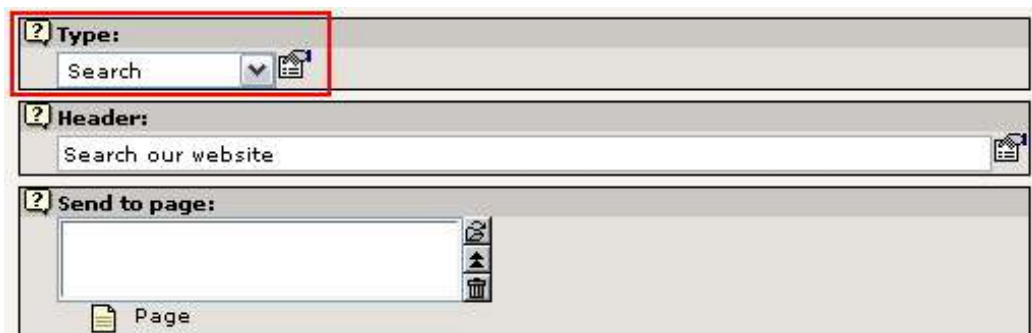 Type:
Search
Header:
Search our website
Send to page:
Page